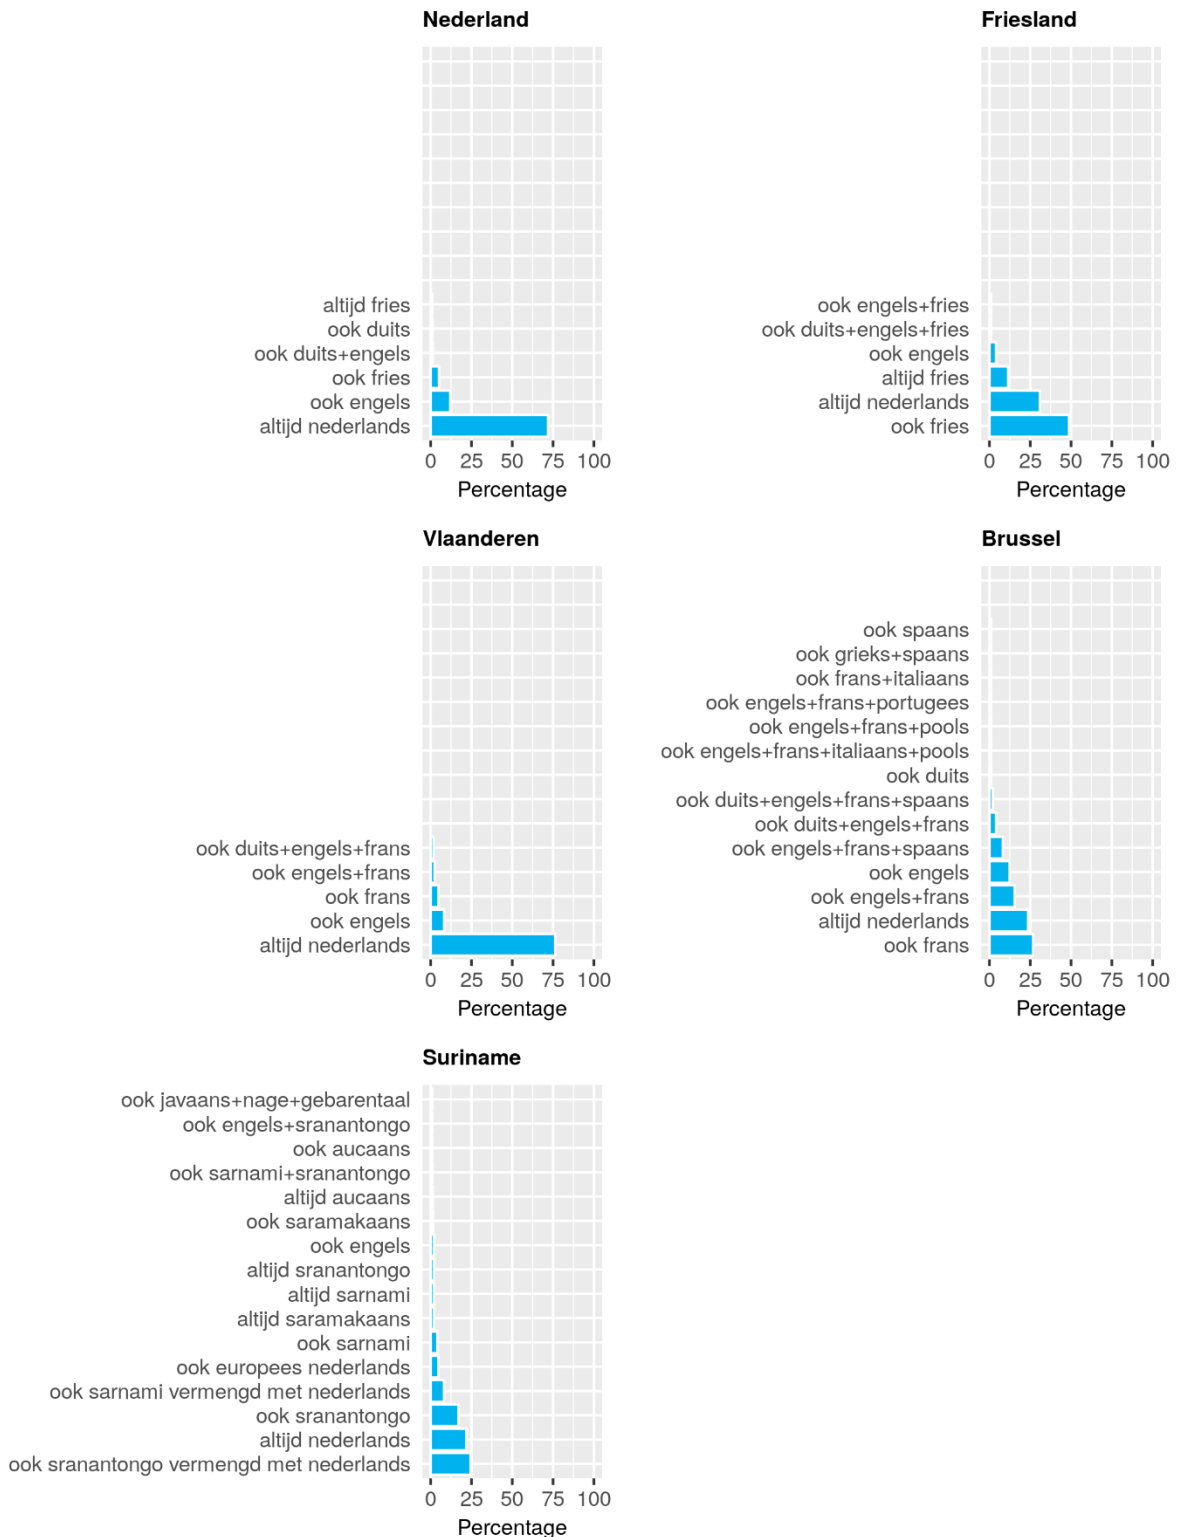 Nederland
altijd fries
ook duits
ook duits+engels
ook fries
ook engels
altijd nederlands
0 25 50 75 100
Percentage
Friesland
ook engels+fries
ook duits+engels+fries
ook engels
altijd fries
altijd nederlands
ook fries
0 25 50 75 100
Percentage
Vlaanderen
ook duits+engels+frans
ook engels+frans
ook frans
ook engels
altijd nederlands
0 25 50 75 100
Percentage
Brussel
ook spaans
ook grieks+spaans
ook frans+italiaans
ook engels+frans+portugees
ook engels+frans+pools
ook engels+frans+italiaans+pools
ook duits
ook duits+engels+frans+spaans
ook duits+engels+frans
ook engels+frans+spaans
ook engels
ook engels+frans
altijd nederlands
ook frans
0 25 50 75 100
Percentage
Suriname
ook javaans+nage+gebarentaal
ook engels+sranantongo
ook aucaans
ook sarnami+sranantongo
altijd aucaans
ook saramakaans
ook engels
altijd sranantongo
altijd sarnami
altijd saramakaans
ook sarnami
ook europees nederlands
ook sarnami vermengd met nederlands
ook sranantongo
altijd nederlands
ook sranantongo vermengd met nederlands
0 25 50 75 100
Percentage